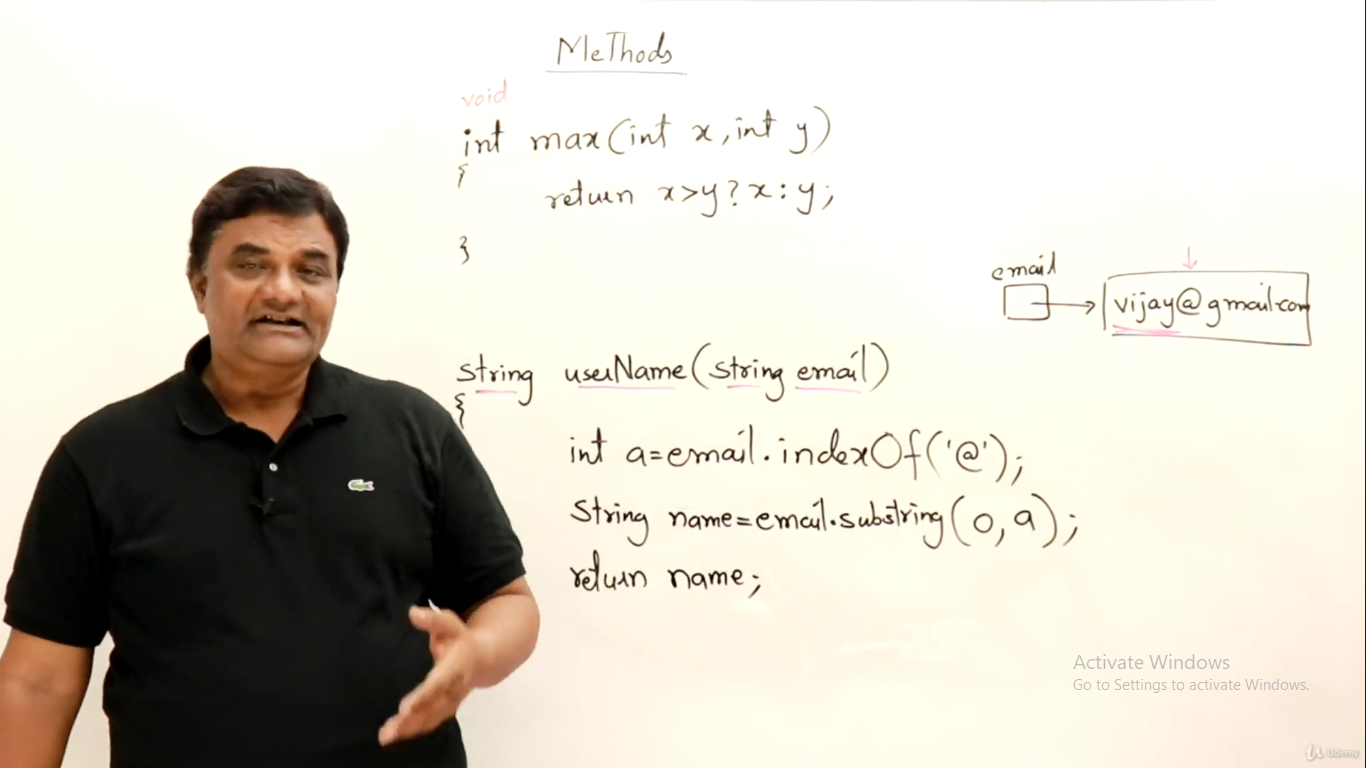 MeThods
void
int max(int x, int y)
{
return x>y?x:y;
}
email
vijay@gmail.com
string userName(string email)
{
int a=email.indexOf('@');
String name=email.substring(0,a);
return name;
Activate Windows
Go to Settings to activate Windows.
Udemy